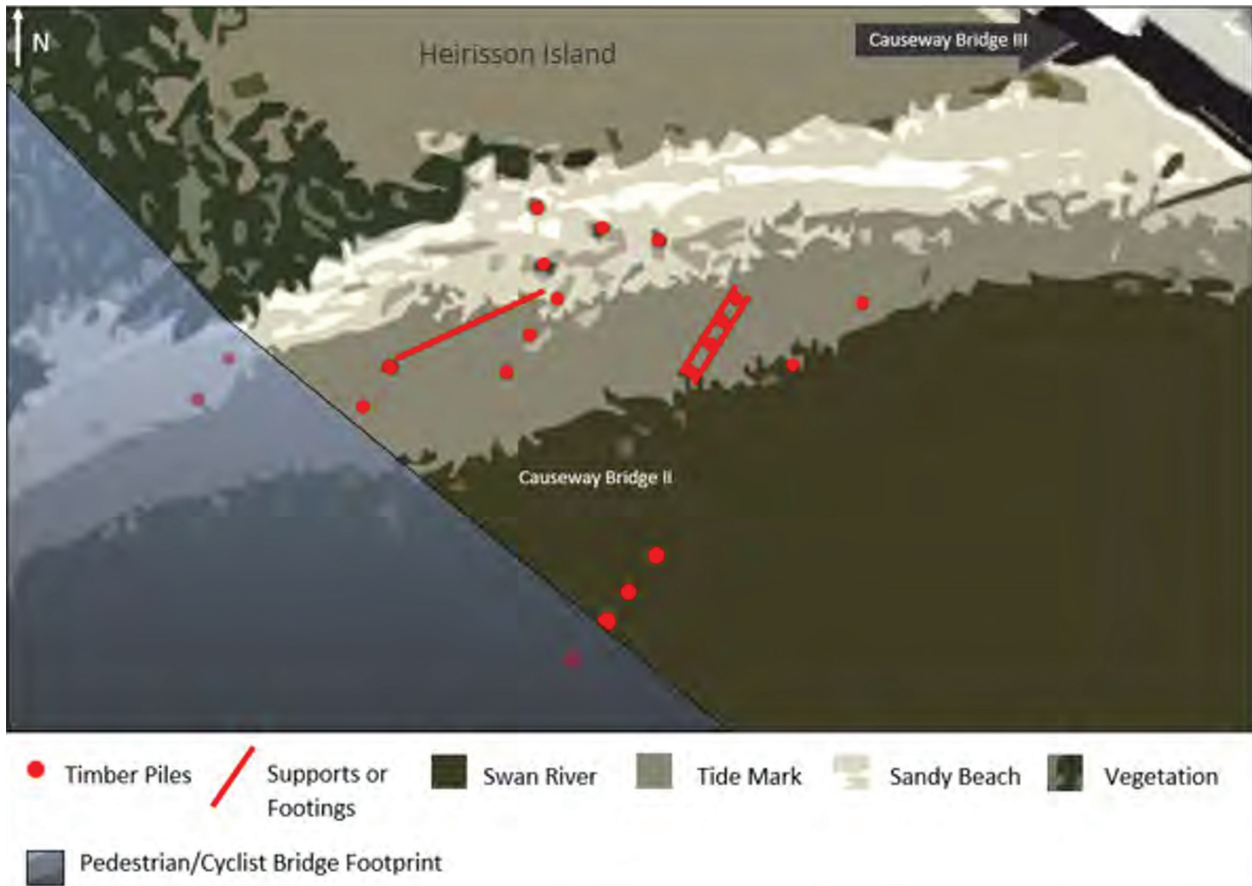 N
Heirisson Island
Causeway Bridge III
Causeway Bridge II
Timber Piles
Supports or
Footings
Swan River
Tide Mark
Sandy Beach
Vegetation
Pedestrian/Cyclist Bridge Footprint